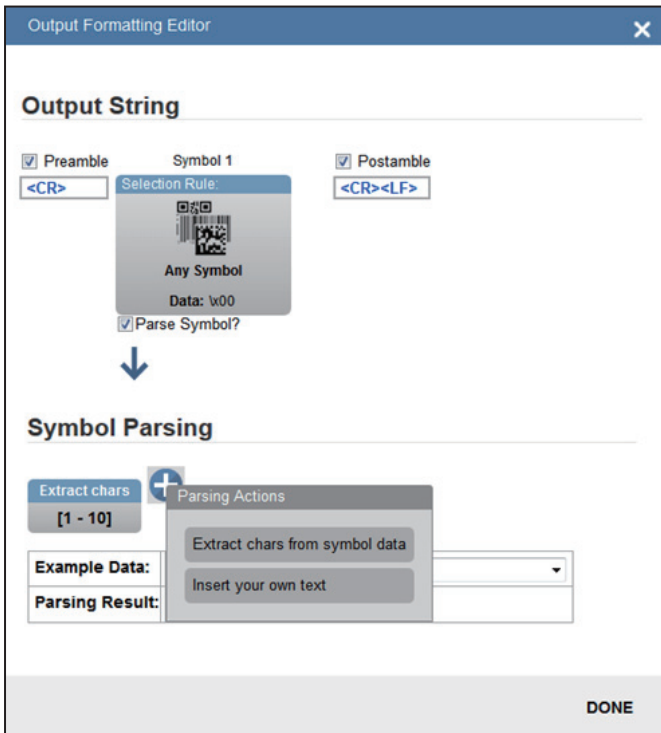 Output Formatting Editor
Output String
Preamble
Symbol 1
Postamble
<CR>
Selection Rule:
<CR><LF>
Any Symbol
Data: \x00
Parse Symbol?
Symbol Parsing
Extract chars
[1 - 10]
Parsing Actions
Extract chars from symbol data
Insert your own text
Example Data:
Parsing Result:
DONE